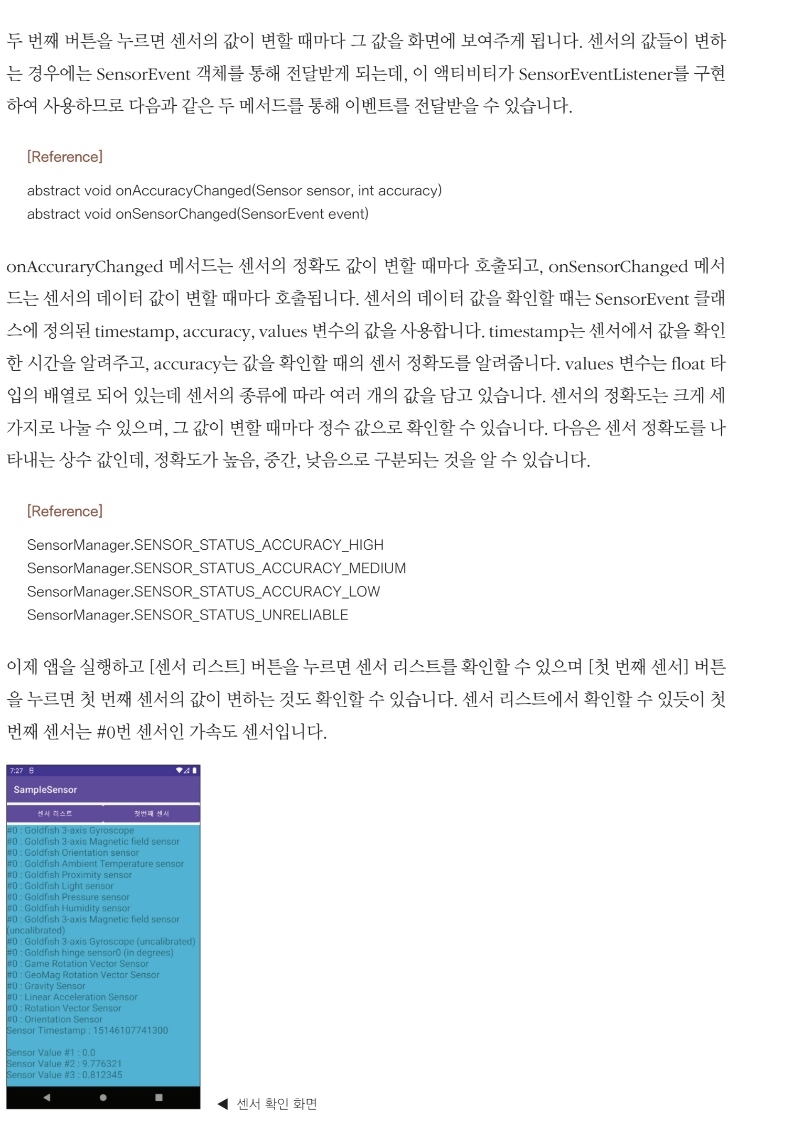 두 번째 버튼을 누르면 센서의 값이 변할 때마다 그 값을 화면에 보여주게 됩니다. 센서의 값들이 변하
는 경우에는 SensorEvent 객체를 통해 전달받게 되는데, 이 액티비티가 SensorEventListener를 구현
하여 사용하므로 다음과 같은 두 메서드를 통해 이벤트를 전달받을 수 있습니다.
[Reference]
abstract void onAccuracyChanged(Sensor sensor, int accuracy)
abstract void onSensorChanged(SensorEvent event)
onAccuraryChanged 메서드는 센서의 정확도 값이 변할 때마다 호출되고, onSensorChanged 메서
드는 센서의 데이터 값이 변할 때마다 호출됩니다. 센서의 데이터 값을 확인할 때는 SensorEvent 클래
스에 정의된 timestamp, accuracy, values 변수의 값을 사용합니다. timestamp는 센서에서 값을 확인
한 시간을 알려주고, accuracy는 값을 확인할 때의 센서 정확도를 알려줍니다. values 변수는 float 타
입의 배열로 되어 있는데 센서의 종류에 따라 여러 개의 값을 담고 있습니다. 센서의 정확도는 크게 세
가지로 나눌 수 있으며, 그 값이 변할 때마다 정수 값으로 확인할 수 있습니다. 다음은 센서 정확도를 나
타내는 상수 값인데, 정확도가 높음, 중간, 낮음으로 구분되는 것을 알 수 있습니다.
[Reference]
SensorManager.SENSOR_STATUS_ACCURACY_HIGH
SensorManager.SENSOR_STATUS_ACCURACY_MEDIUM
SensorManager.SENSOR_STATUS_ACCURACY_LOW
SensorManager.SENSOR_STATUS_UNRELIABLE
이제 앱을 실행하고 [센서 리스트] 버튼을 누르면 센서 리스트를 확인할 수 있으며 [첫 번째 센서] 버튼
을 누르면 첫 번째 센서의 값이 변하는 것도 확인할 수 있습니다. 센서 리스트에서 확인할 수 있듯이 첫
번째 센서는 #0번 센서인 가속도 센서입니다.
7:27
SampleSensor
센서 리스트 첫번째 센서
#0 : Goldfish 3-axis Gyroscope
#0 : Goldfish 3-axis Magnetic field sensor
#0 : Goldfish Orientation sensor
#0 : Goldfish Ambient Temperature sensor
#0 : Goldfish Proximity sensor
#0 : Goldfish Light sensor
#0 : Goldfish Pressure sensor
#0 : Goldfish Humidity sensor
#0 : Goldfish 3-axis Magnetic field sensor
(uncalibrated)
#0 : Goldfish 3-axis Gyroscope (uncalibrated)
#0 : Goldfish hinge sensor0 (in degrees)
#0 : Game Rotation Vector Sensor
#0 : GeoMag Rotation Vector Sensor
#0 : Gravity Sensor
#0 : Linear Acceleration Sensor
#0 : Rotation Vector Sensor
#0 : Orientation Sensor
Sensor Timestamp : 15146107741300
Sensor Value #1 : 0.0
Sensor Value #2 : 9.776321
Sensor Value #3 : 0.812345
◀ 센서 확인 화면